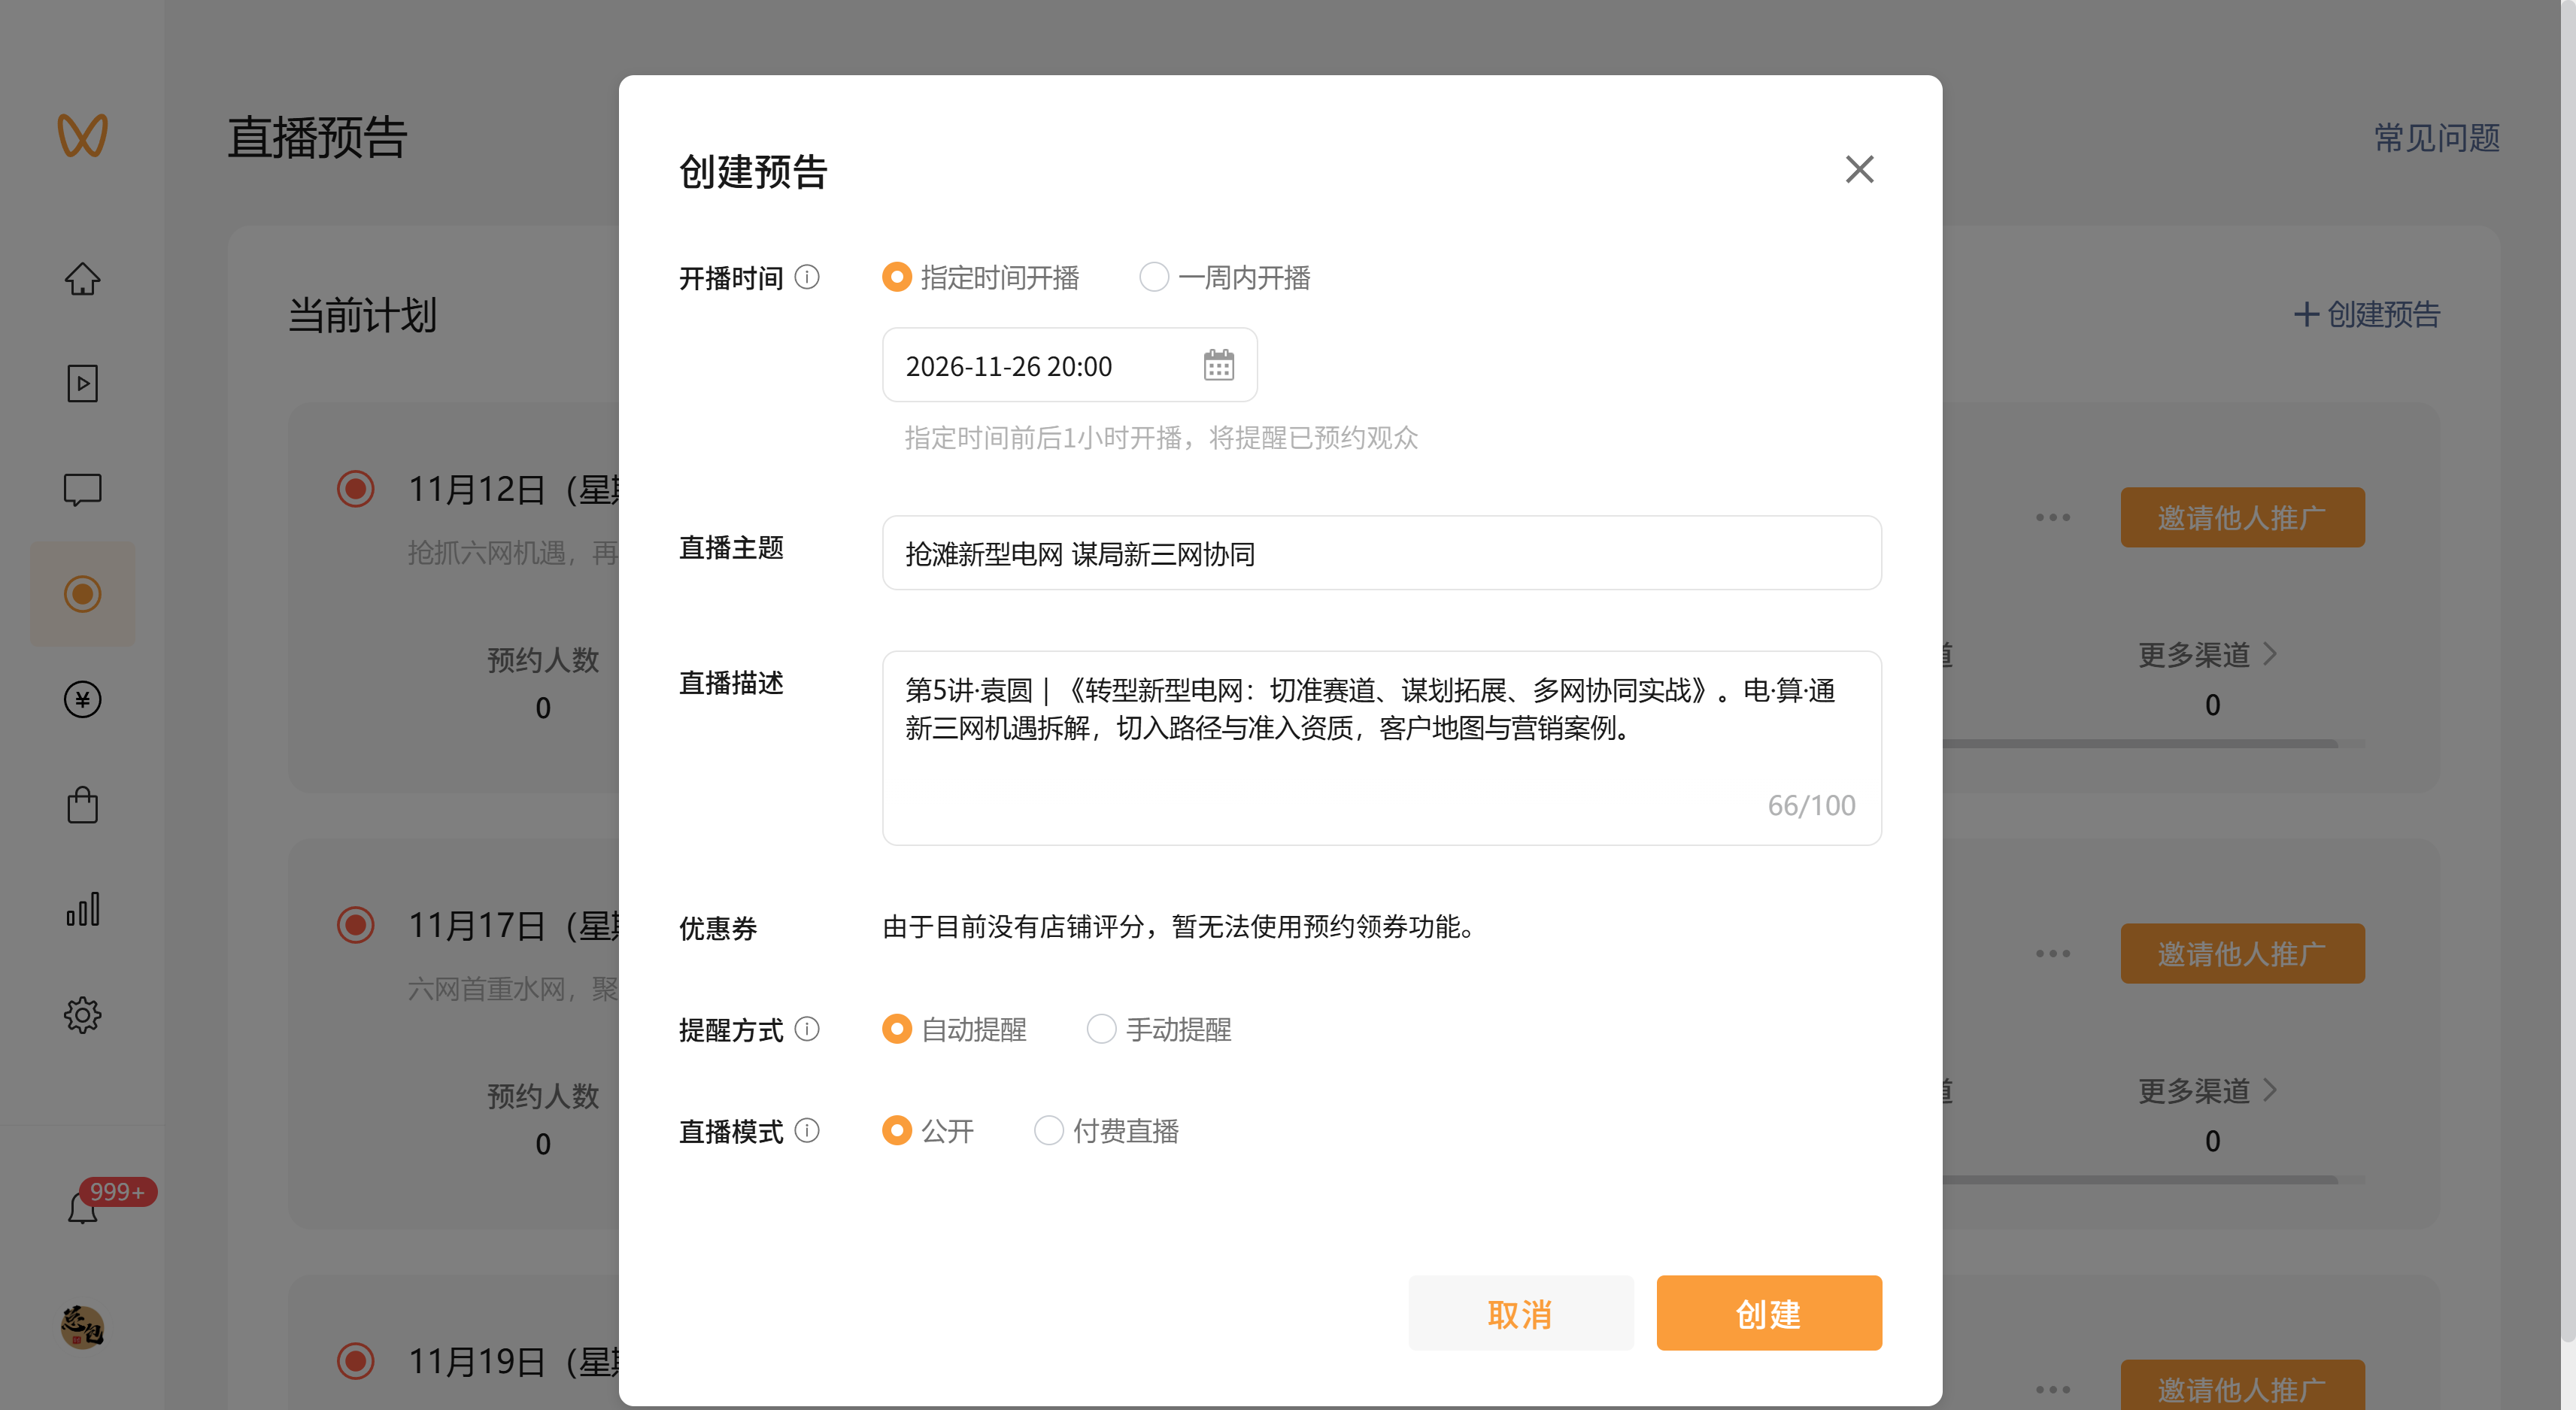 直播预告
常见问题
当前计划
创建预告
11月12日（星
抢抓六网机遇，再
预约人数
0
邀请他人推广
更多渠道
0
11月17日（星
六网首重水网，聚
预约人数
0
邀请他人推广
更多渠道
0
11月19日（星
邀请他人推广
999+
创建预告
开播时间
指定时间开播
一周内开播
2026-11-26 20:00
指定时间前后1小时开播，将提醒已预约观众
直播主题
抢滩新型电网 谋局新三网协同
直播描述
第5讲·袁圆｜《转型新型电网：切准赛道、谋划拓展、多网协同实战》。电·算·通
新三网机遇拆解，切入路径与准入资质，客户地图与营销案例。
66/100
优惠券
由于目前没有店铺评分，暂无法使用预约领券功能。
提醒方式
自动提醒
手动提醒
直播模式
公开
付费直播
取消
创建